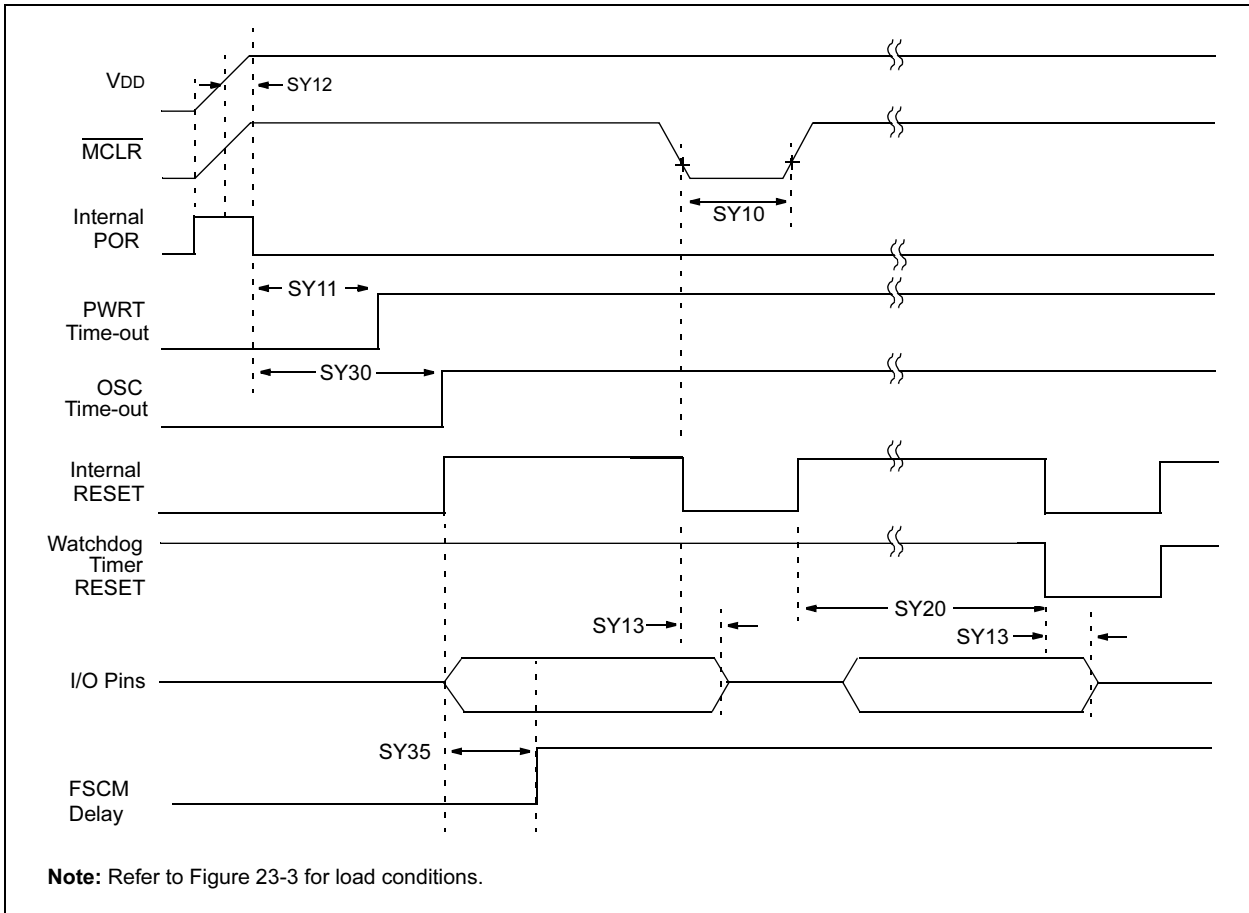 VDD
SY12
MCLR
SY10
Internal
POR
SY11
PWRT
Time-out
SY30
OSC
Time-out
Internal
RESET
Watchdog
Timer
RESET
SY20
SY13
SY13
I/O Pins
SY35
FSCM
Delay
Note: Refer to Figure 23-3 for load conditions.